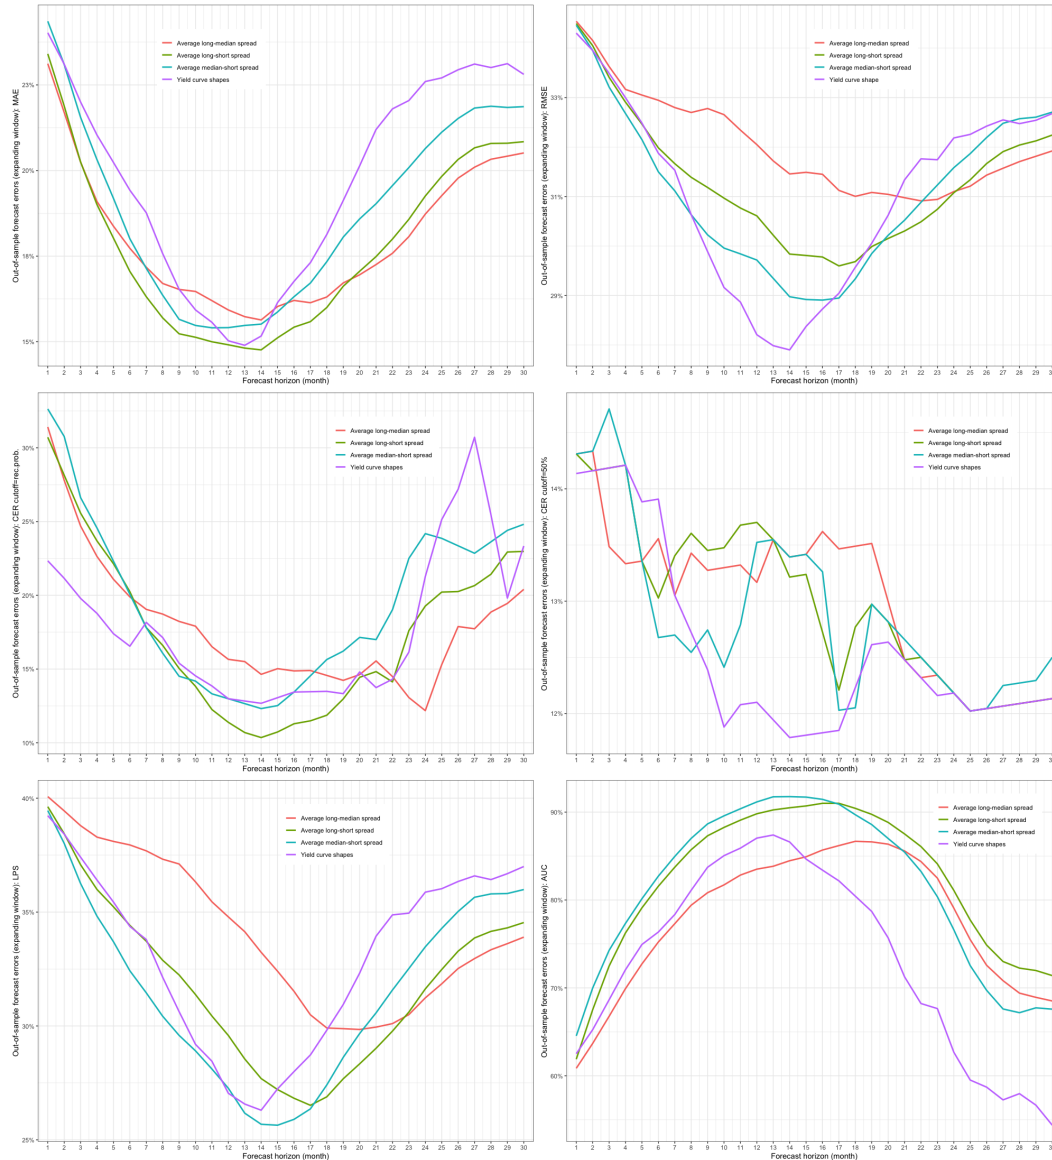 Out-of-sample forecast errors (expanding window): MAE
23%
20%
18%
15%
Average long-median spread
Average long-short spread
Average median-short spread
Yield curve shapes
1 2 3 4 5 6 7 8 9 10 11 12 13 14 15 16 17 18 19 20 21 22 23 24 25 26 27 28 29 30
Forecast horizon (month)
Out-of-sample forecast errors (expanding window): RMSE
33%
31%
29%
Average long-median spread
Average long-short spread
Average median-short spread
Yield curve shape
1 2 3 4 5 6 7 8 9 10 11 12 13 14 15 16 17 18 19 20 21 22 23 24 25 26 27 28 29
Forecast horizon (month)
Out-of-sample forecast errors (expanding window): CER cutoff=rec.prob.
30%
25%
20%
15%
10%
Average long-median spread
Average long-short spread
Average median-short spread
Yield curve shapes
1 2 3 4 5 6 7 8 9 10 11 12 13 14 15 16 17 18 19 20 21 22 23 24 25 26 27 28 29 30
Forecast horizon (month)
Out-of-sample forecast errors (expanding window): CER cutoff=50%
14%
13%
12%
Average long-median spread
Average long-short spread
Average median-short spread
Yield curve shapes
1 2 3 4 5 6 7 8 9 10 11 12 13 14 15 16 17 18 19 20 21 22 23 24 25 26 27 28 29
Forecast horizon (month)
Out-of-sample forecast errors (expanding window): LPS
40%
35%
30%
25%
Average long-median spread
Average long-short spread
Average median-short spread
Yield curve shapes
1 2 3 4 5 6 7 8 9 10 11 12 13 14 15 16 17 18 19 20 21 22 23 24 25 26 27 28 29 30
Forecast horizon (month)
Out-of-sample forecast errors (expanding window): AUC
90%
80%
70%
60%
Average long-median spread
Average long-short spread
Average median-short spread
Yield curve shapes
1 2 3 4 5 6 7 8 9 10 11 12 13 14 15 16 17 18 19 20 21 22 23 24 25 26 27 28 29
Forecast horizon (month)